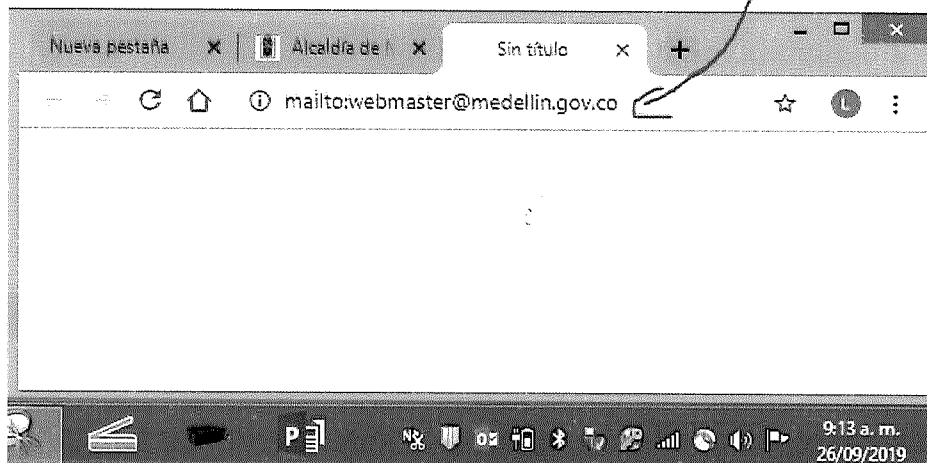 Nueva pestaña Alcaldía de M Sin título
mailto:webmaster@medellin.gov.co L
P
9:13 a. m.
26/09/2019